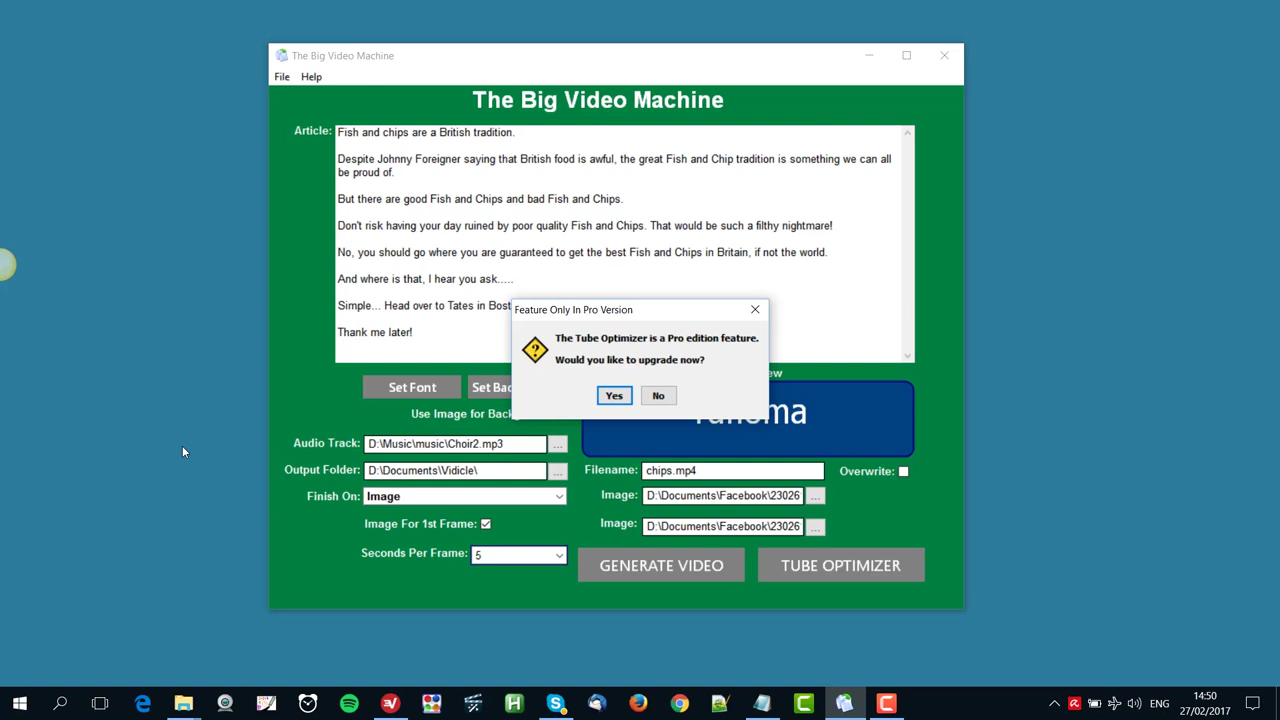 The Big Video Machine
File Help
The Big Video Machine
Article:
Fish and chips are a British tradition.
Despite Johnny Foreigner saying that British food is awful, the great Fish and Chip tradition is something we can all
be proud of.
But there are good Fish and Chips and bad Fish and Chips.
Don't risk having your day ruined by poor quality Fish and Chips. That would be such a filthy nightmare!
No, you should go where you are guaranteed to get the best Fish and Chips in Britain, if not the world.
And where is that, I hear you ask.....
Simple... Head over to Tates in Bost
Thank me later!
Feature Only In Pro Version
The Tube Optimizer is a Pro edition feature.
Would you like to upgrade now?
Yes No
Set Font Set Bac
Use Image for Back
Audio Track: D:\Music\music\Choir2.mp3 ...
Output Folder: D:\Documents\Vidicle\ ... Filename: chips.mp4 Overwrite:
Finish On: Image Image: D:\Documents\Facebook\23026 ...
Image For 1st Frame: Image: D:\Documents\Facebook\23026 ...
Seconds Per Frame: 5
GENERATE VIDEO TUBE OPTIMIZER
ENG
14:50
27/02/2017